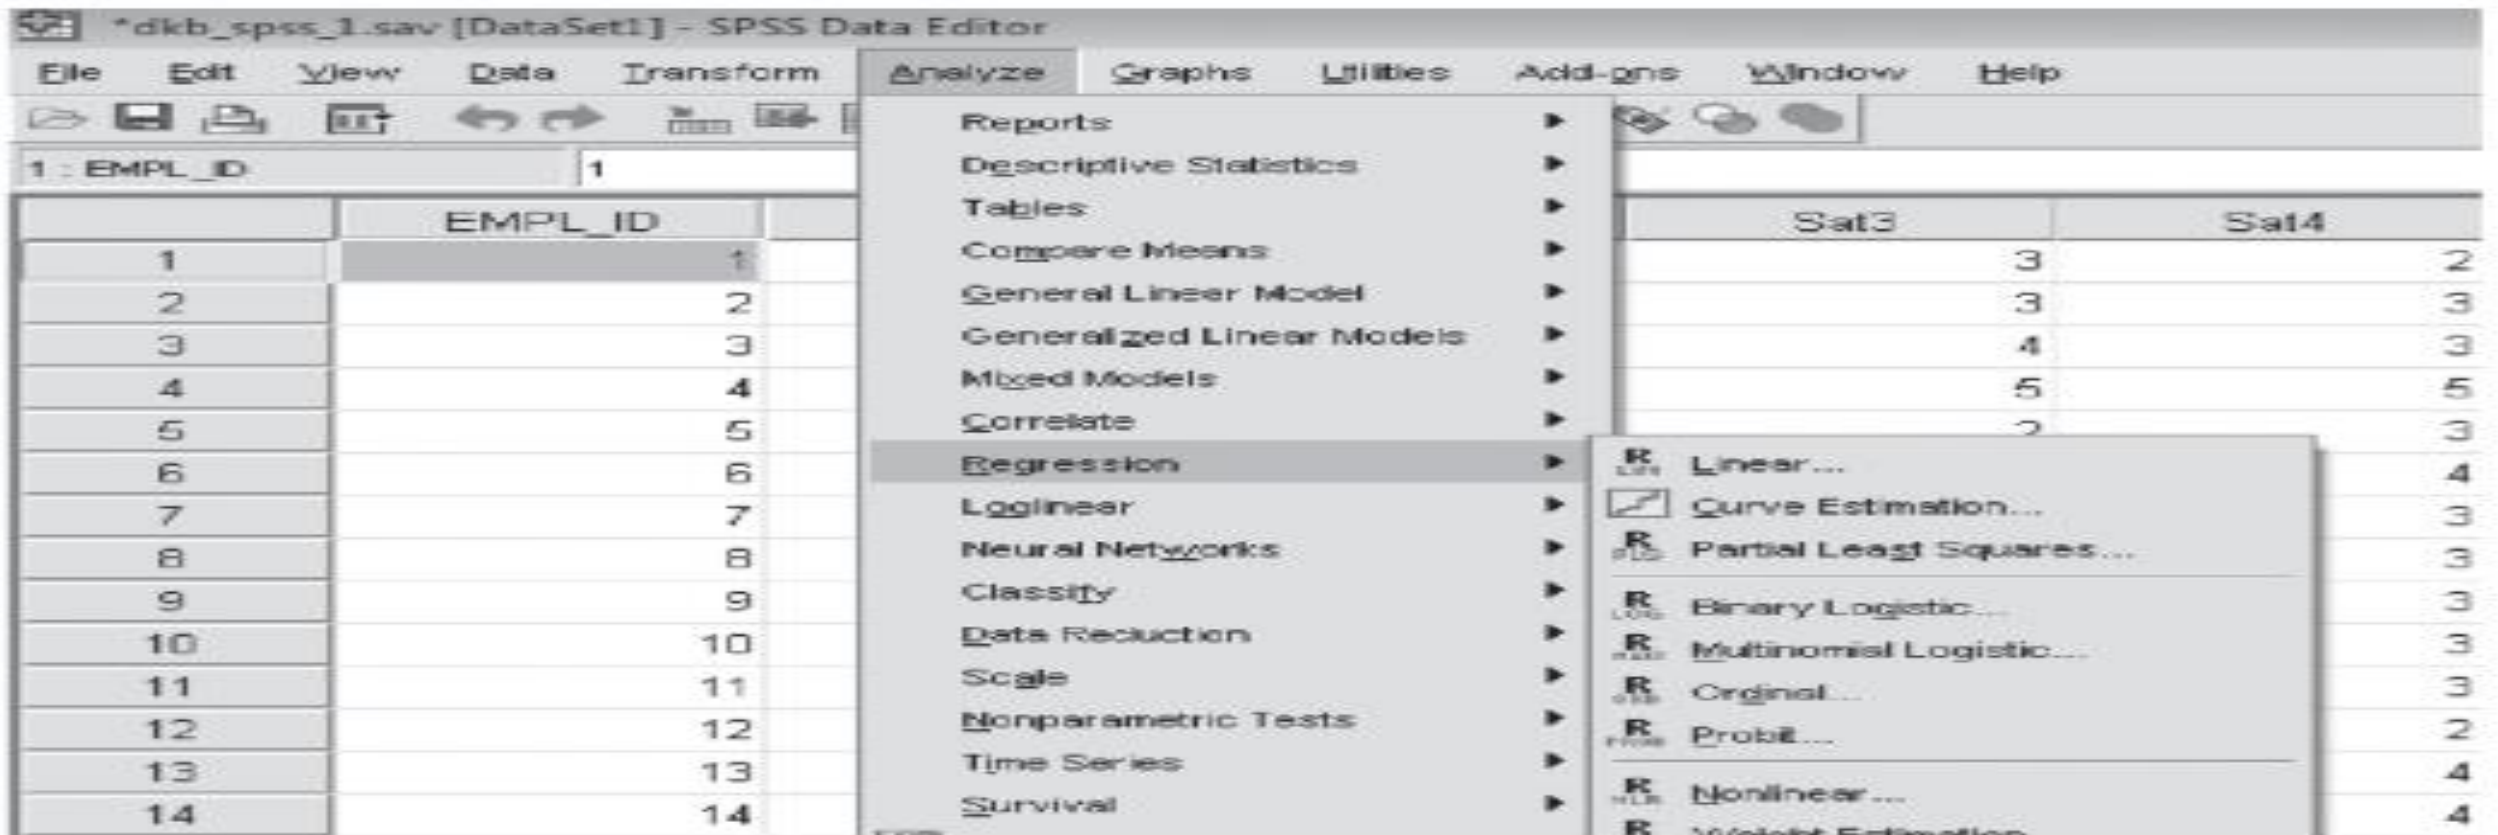 *dkb_spss_1.sav [DataSet1] - SPSS Data Editor
File Edit View Data Transform Analyze Graphs Utilities Add-ons Window Help
1 : EMPL_ID 1
EMPL_ID Sat3 Sat4
1 1 3 2
2 2 3 3
3 3 4 3
4 4 5 5
5 5 2 3
6 6 4
7 7 3
8 8 3
9 9 3
10 10 3
11 11 3
12 12 2
13 13 4
14 14 4
Reports
Descriptive Statistics
Tables
Compare Means
General Linear Model
Generalized Linear Models
Mixed Models
Correlate
Regression
Loglinear
Neural Networks
Classify
Data Reduction
Scale
Nonparametric Tests
Time Series
Survival
R Linear...
Curve Estimation...
R Partial Least Squares...
R Binary Logistic...
R Multinomial Logistic...
R Ordinal...
R Probit...
R Nonlinear...
R Weight Estimation